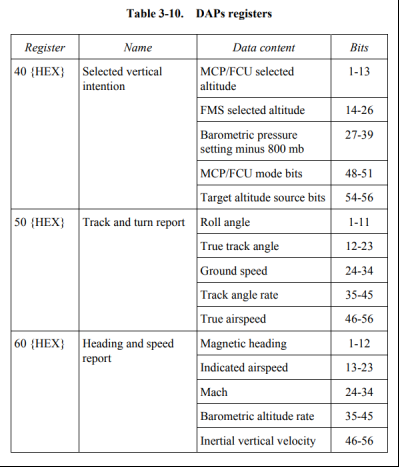 Table 3-10. DAPs registers
Register Name Data content Bits
40 {HEX} Selected vertical intention MCP/FCU selected altitude 1-13
FMS selected altitude 14-26
Barometric pressure setting minus 800 mb 27-39
MCP/FCU mode bits 48-51
Target altitude source bits 54-56
50 {HEX} Track and turn report Roll angle 1-11
True track angle 12-23
Ground speed 24-34
Track angle rate 35-45
True airspeed 46-56
60 {HEX} Heading and speed report Magnetic heading 1-12
Indicated airspeed 13-23
Mach 24-34
Barometric altitude rate 35-45
Inertial vertical velocity 46-56